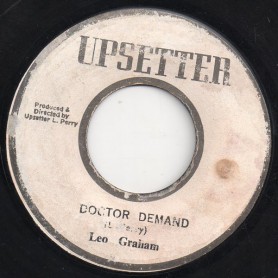 UPSETTER
Produced &
Directed by
Upsetter L. Perry
DOCTOR DEMAND
Leo Graham